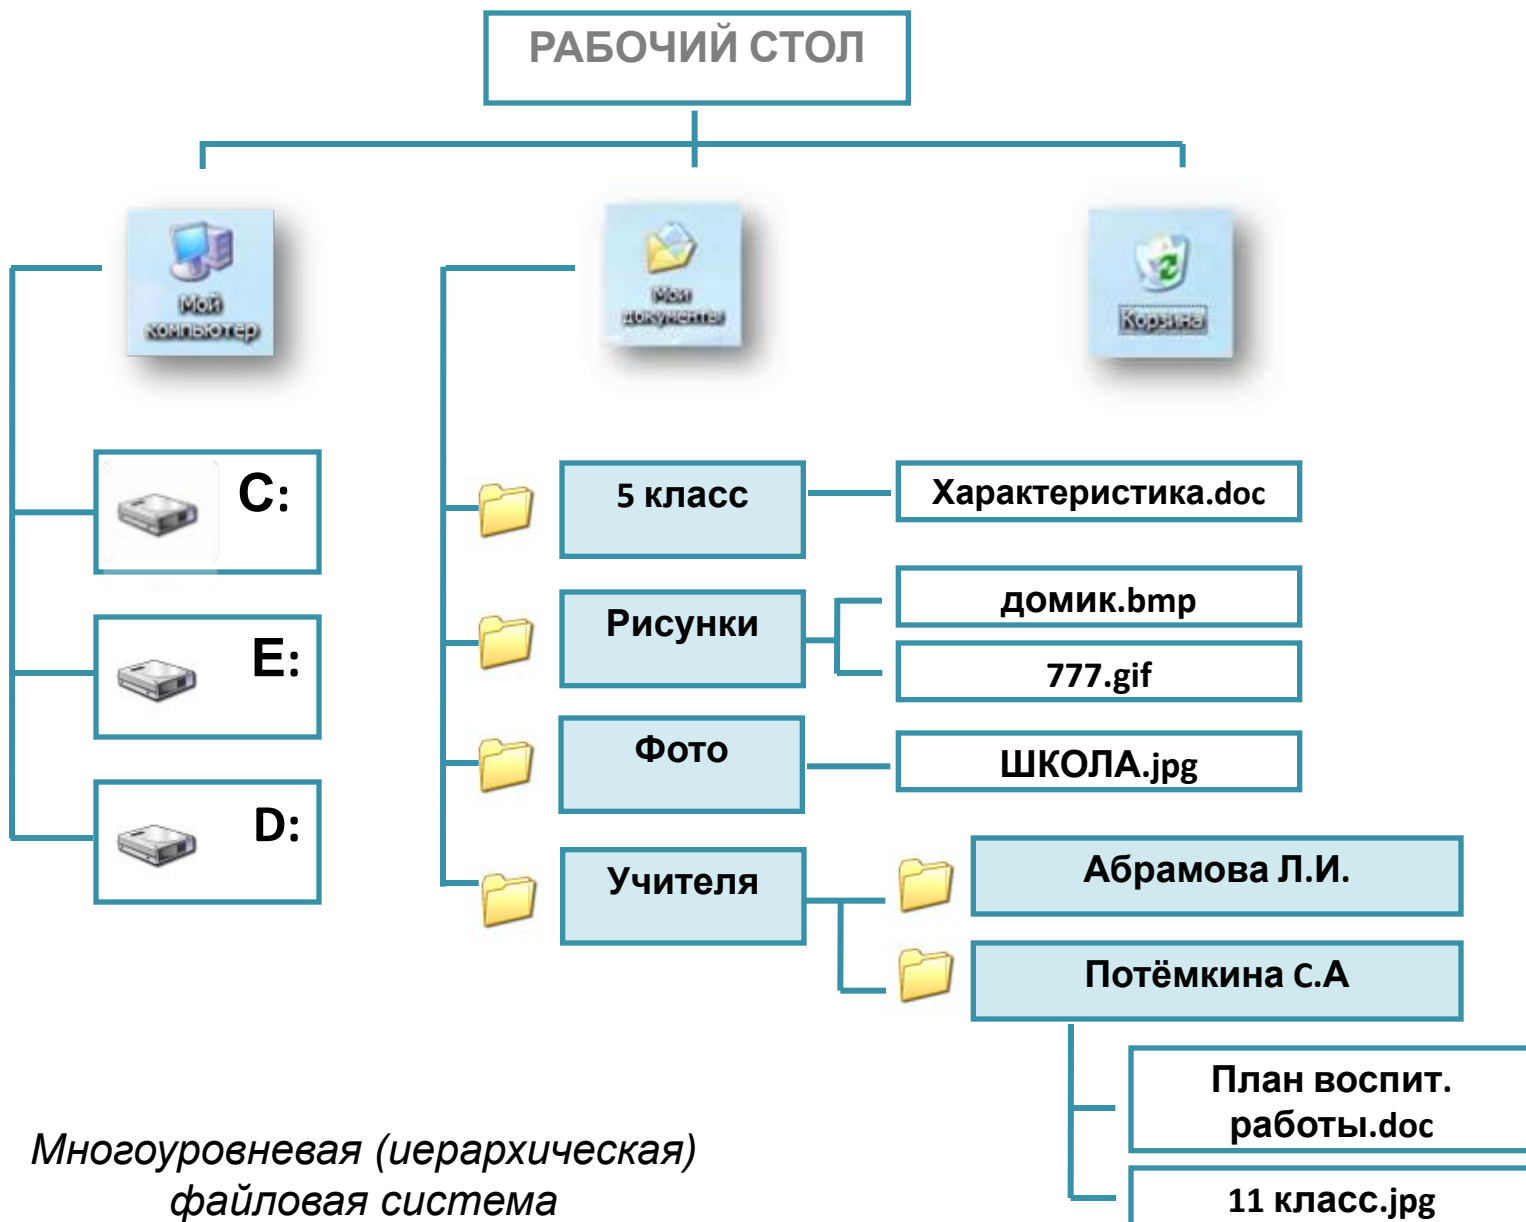 РАБОЧИЙ СТОЛ
Мой
компьютер
Мои
документы
Корзина
C:
E:
D:
5 класс
Характеристика.doc
Рисунки
домик.bmp
777.gif
Фото
ШКОЛА.jpg
Учителя
Абрамова Л.И.
Потёмкина С.А
План воспит.
работы.doc
11 класс.jpg
Многоуровневая (иерархическая)
файловая система